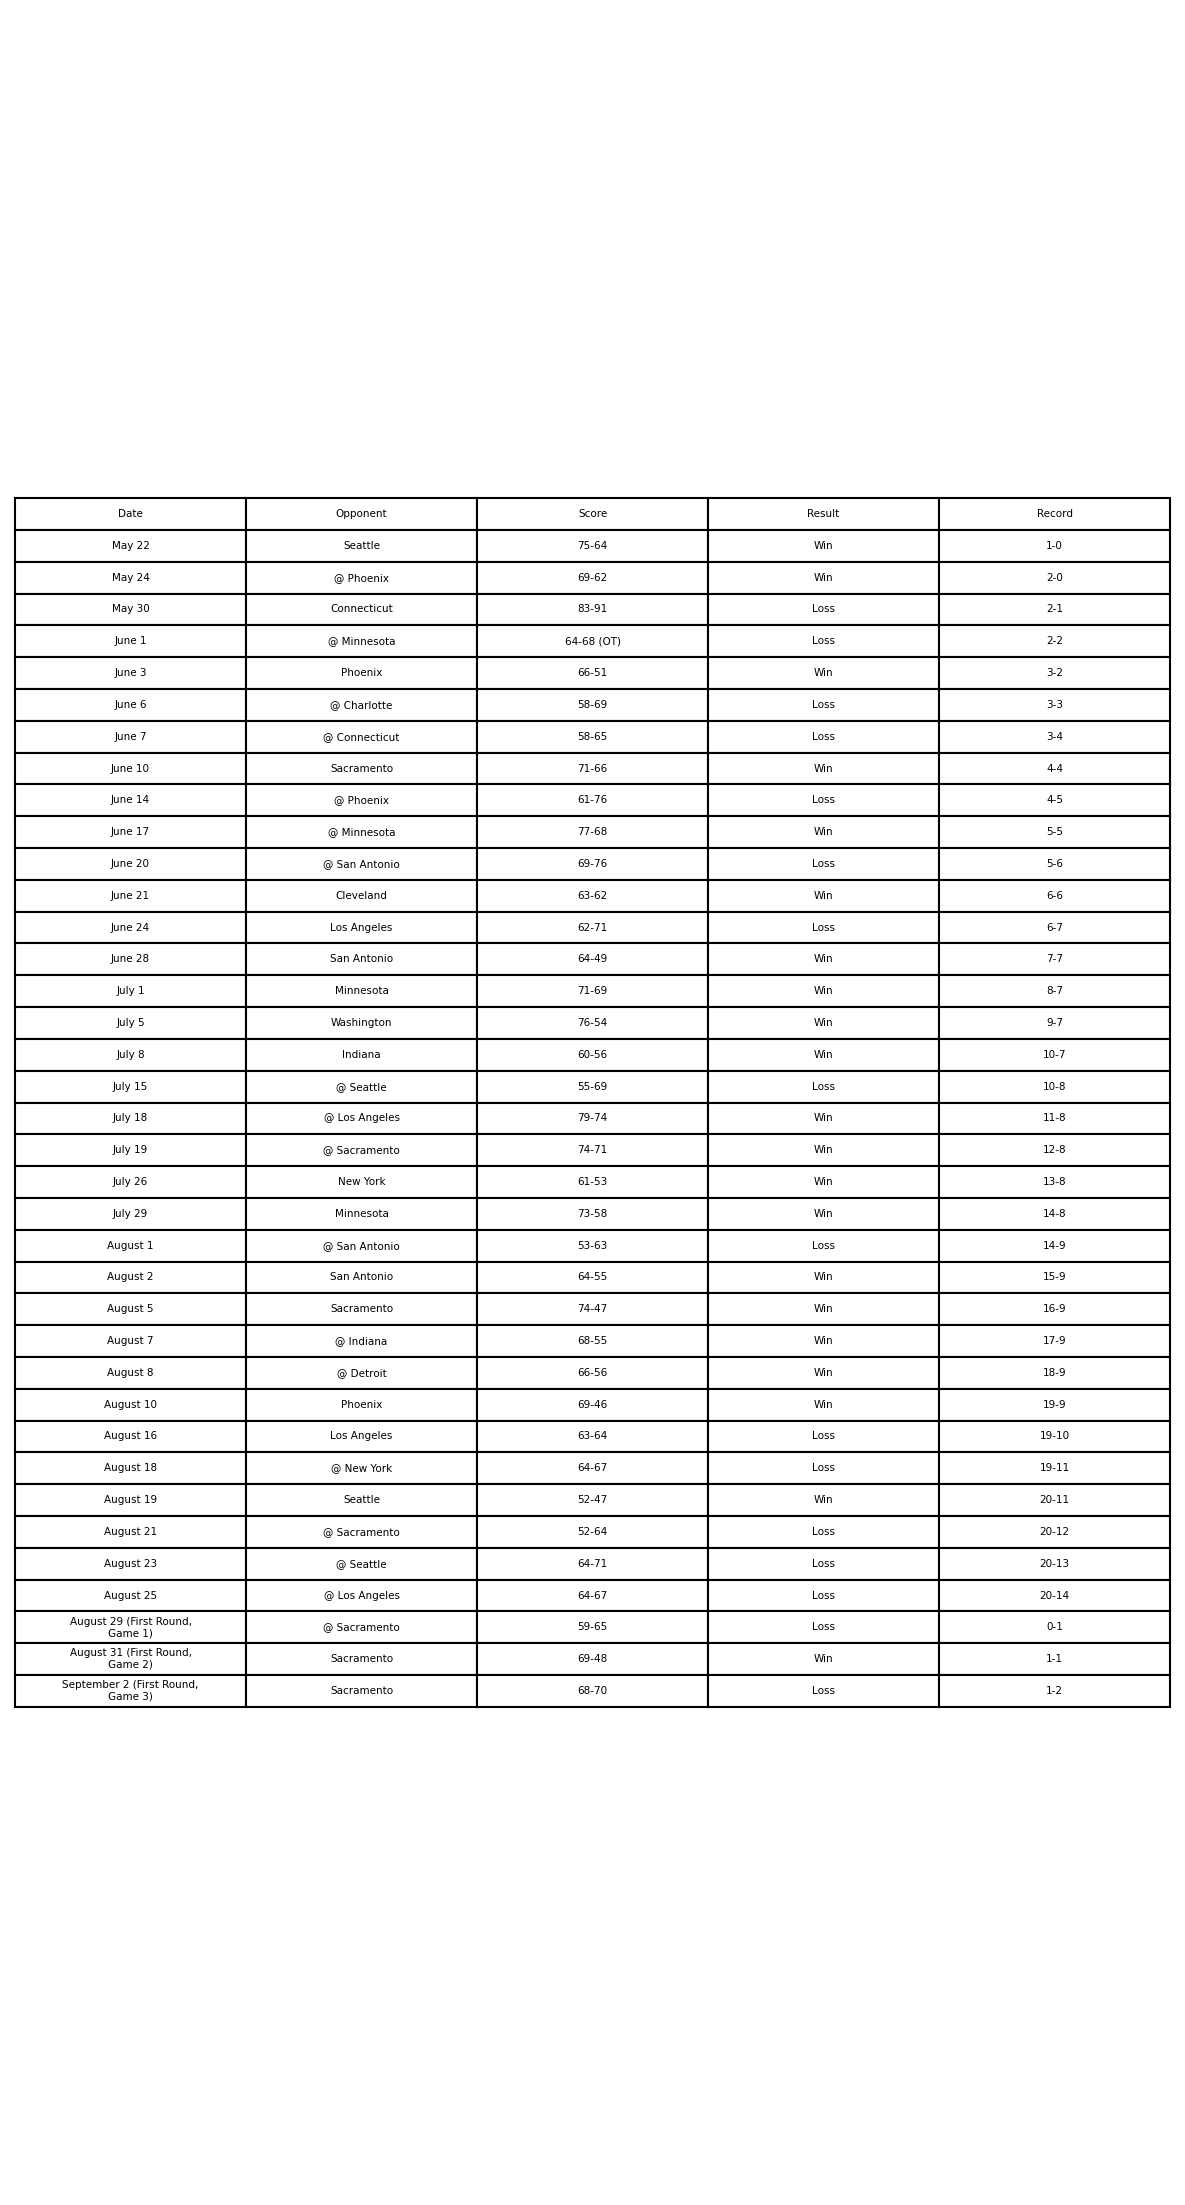 Date Opponent Score Result Record
May 22 Seattle 75-64 Win 1-0
May 24 @ Phoenix 69-62 Win 2-0
May 30 Connecticut 83-91 Loss 2-1
June 1 @ Minnesota 64-68 (OT) Loss 2-2
June 3 Phoenix 66-51 Win 3-2
June 6 @ Charlotte 58-69 Loss 3-3
June 7 @ Connecticut 58-65 Loss 3-4
June 10 Sacramento 71-66 Win 4-4
June 14 @ Phoenix 61-76 Loss 4-5
June 17 @ Minnesota 77-68 Win 5-5
June 20 @ San Antonio 69-76 Loss 5-6
June 21 Cleveland 63-62 Win 6-6
June 24 Los Angeles 62-71 Loss 6-7
June 28 San Antonio 64-49 Win 7-7
July 1 Minnesota 71-69 Win 8-7
July 5 Washington 76-54 Win 9-7
July 8 Indiana 60-56 Win 10-7
July 15 @ Seattle 55-69 Loss 10-8
July 18 @ Los Angeles 79-74 Win 11-8
July 19 @ Sacramento 74-71 Win 12-8
July 26 New York 61-53 Win 13-8
July 29 Minnesota 73-58 Win 14-8
August 1 @ San Antonio 53-63 Loss 14-9
August 2 San Antonio 64-55 Win 15-9
August 5 Sacramento 74-47 Win 16-9
August 7 @ Indiana 68-55 Win 17-9
August 8 @ Detroit 66-56 Win 18-9
August 10 Phoenix 69-46 Win 19-9
August 16 Los Angeles 63-64 Loss 19-10
August 18 @ New York 64-67 Loss 19-11
August 19 Seattle 52-47 Win 20-11
August 21 @ Sacramento 52-64 Loss 20-12
August 23 @ Seattle 64-71 Loss 20-13
August 25 @ Los Angeles 64-67 Loss 20-14
August 29 (First Round,
Game 1) @ Sacramento 59-65 Loss 0-1
August 31 (First Round,
Game 2) Sacramento 69-48 Win 1-1
September 2 (First Round,
Game 3) Sacramento 68-70 Loss 1-2